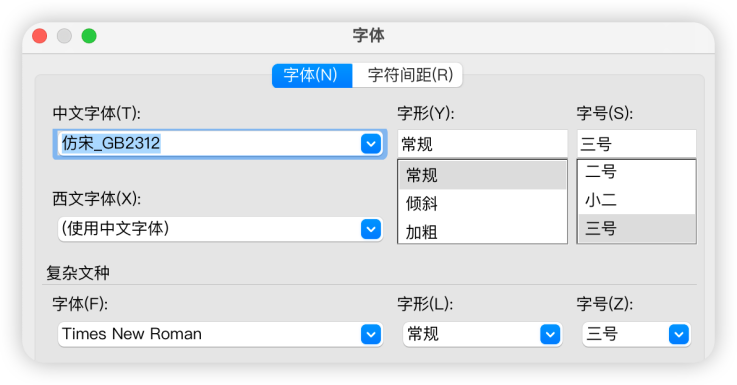 字体
字体(N) 字符间距(R)
中文字体(T): 字形(Y): 字号(S):
仿宋_GB2312 常规 三号
常规 二号
西文字体(X): 倾斜 小二
(使用中文字体) 加粗 三号
复杂文种
字体(F): 字形(L): 字号(Z):
Times New Roman 常规 三号